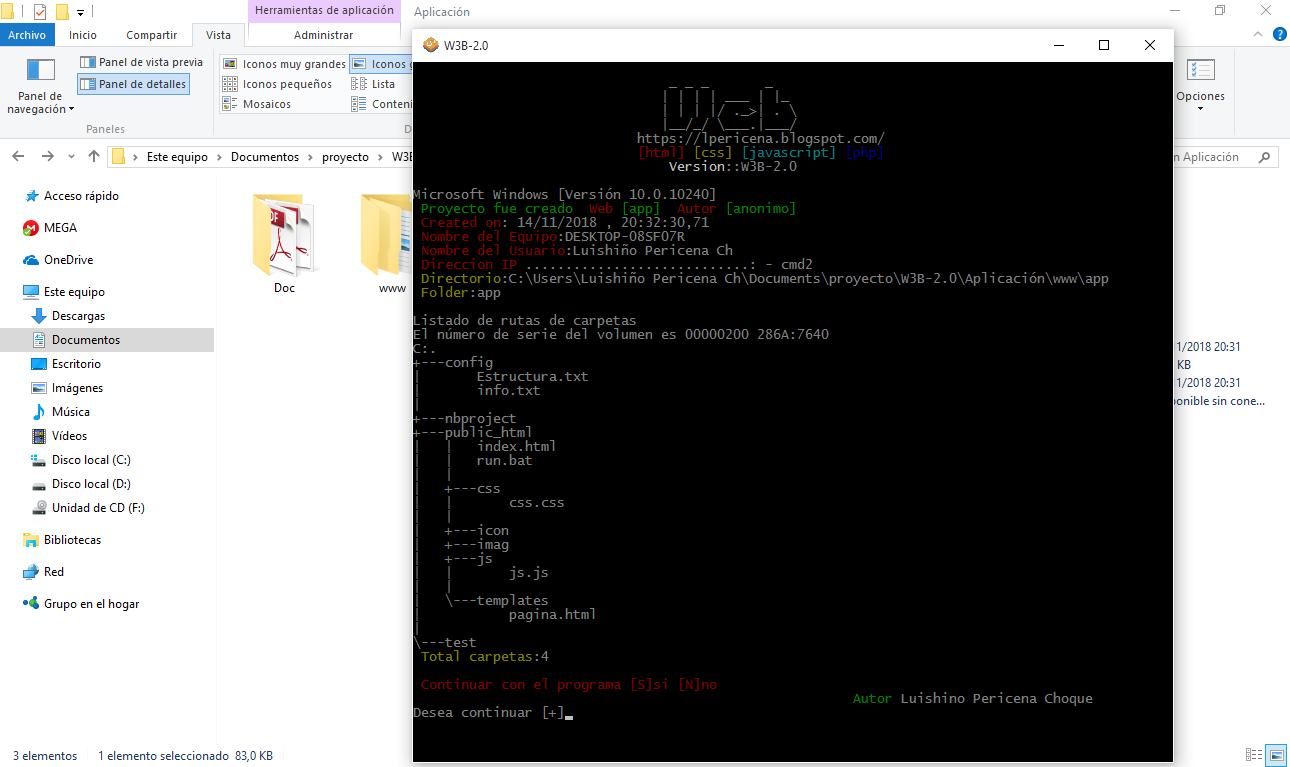 Herramientas de aplicación
Aplicación
Archivo
Inicio
Compartir
Vista
Administrar
Panel de navegación
Panel de vista previa
Panel de detalles
Paneles
Iconos muy grandes
Iconos
Iconos pequeños
Lista
Mosaicos
Opciones
Este equipo
Documentos
proyecto
Aplicación
Acceso rápido
MEGA
OneDrive
Este equipo
Descargas
Documentos
Escritorio
Imágenes
Música
Vídeos
Disco local (C:)
Disco local (D:)
Unidad de CD (F:)
Bibliotecas
Red
Grupo en el hogar
Doc
www
W3B-2.0
https://lpericena.blogspot.com/
[html] [css] [javascript] [php]
Version::W3B-2.0
Microsoft Windows [Versión 10.0.10240]
Proyecto fue creado  Web [app]  Autor [anonimo]
Created on: 14/11/2018 , 20:32:30,71
Nombre del Equipo:DESKTOP-08SF07R
Nombre del Usuario:Luishiño Pericena Ch
Direccion IP ............................: - cmd2
Directorio:C:\Users\Luishiño Pericena Ch\Documents\proyecto\W3B-2.0\Aplicación\www\app
Folder:app
Listado de rutas de carpetas
El número de serie del volumen es 00000200 286A:7640
C:.
+---config
|       Estructura.txt
|       info.txt
|
+---nbproject
+---public_html
|   |   index.html
|   |   run.bat
|   |
|   +---css
|   |       css.css
|   |
|   +---icon
|   +---imag
|   +---js
|   |       js.js
|   |
|   \---templates
|           pagina.html
|
\---test
Total carpetas:4
Continuar con el programa [S]si [N]no
Autor Luishino Pericena Choque
Desea continuar [+]
1/2018 20:31
KB
1/2018 20:31
onible sin cone...
3 elementos
1 elemento seleccionado  83,0 KB